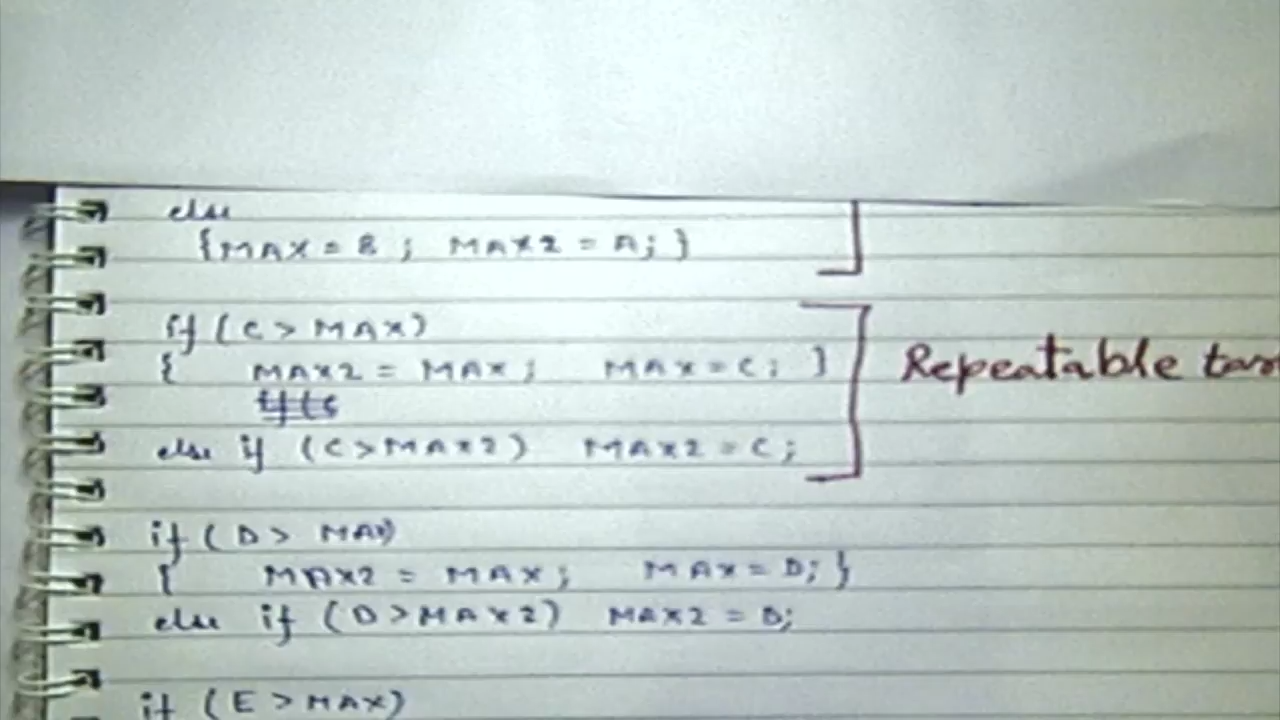 else
{MAX = B ; MAX2 = A; }
if (C > MAX)
{ MAX2 = MAX ; MAX = C; }
else if (C > MAX2) MAX2 = C;
Repeatable
if (D > MAX)
{ MAX2 = MAX; MAX = D; }
else if (D > MAX2) MAX2 = D;
if (E > MAX)